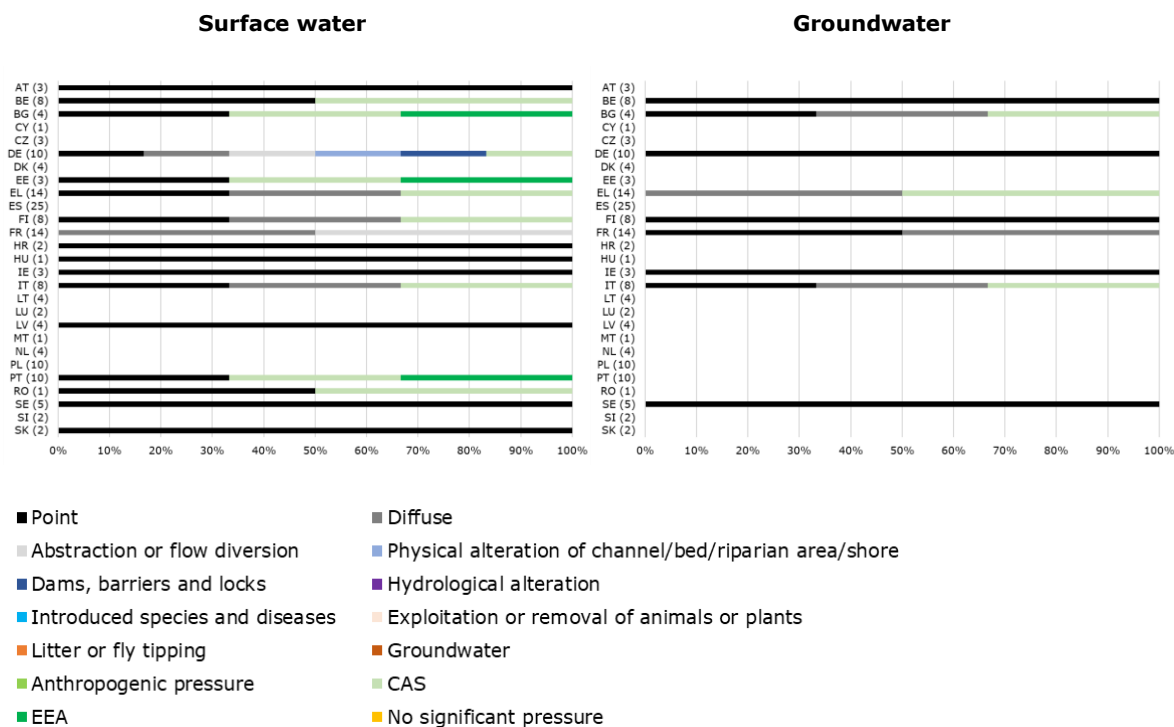 Surface water
Groundwater
AT (3)
BE (8)
BG (4)
CY (1)
CZ (3)
DE (10)
DK (4)
EE (3)
EL (14)
ES (25)
FI (8)
FR (14)
HR (2)
HU (1)
IE (3)
IT (8)
LT (4)
LU (2)
LV (4)
MT (1)
NL (4)
PL (10)
PT (10)
RO (1)
SE (5)
SI (2)
SK (2)
0% 10% 20% 30% 40% 50% 60% 70% 80% 90% 100%
AT (3)
BE (8)
BG (4)
CY (1)
CZ (3)
DE (10)
DK (4)
EE (3)
EL (14)
ES (25)
FI (8)
FR (14)
HR (2)
HU (1)
IE (3)
IT (8)
LT (4)
LU (2)
LV (4)
MT (1)
NL (4)
PL (10)
PT (10)
RO (1)
SE (5)
SI (2)
SK (2)
0% 10% 20% 30% 40% 50% 60% 70% 80% 90% 100%
Point
Diffuse
Abstraction or flow diversion
Physical alteration of channel/bed/riparian area/shore
Dams, barriers and locks
Hydrological alteration
Introduced species and diseases
Exploitation or removal of animals or plants
Litter or fly tipping
Groundwater
Anthropogenic pressure
CAS
EEA
No significant pressure